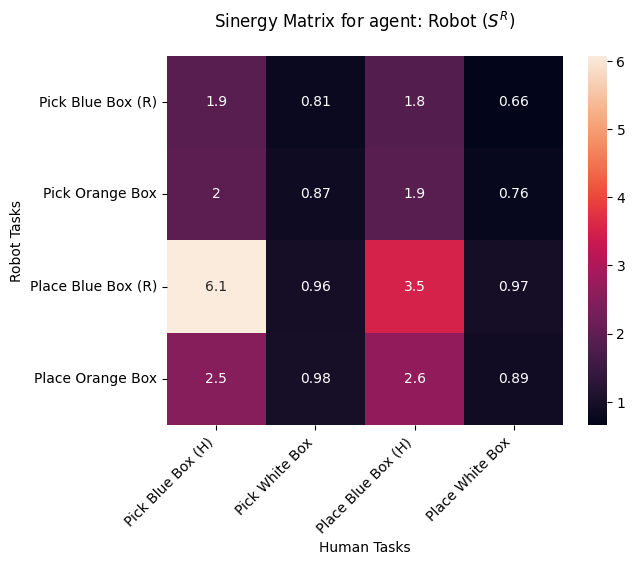 Sinergy Matrix for agent: Robot (S^R)
Robot Tasks
Pick Blue Box (R) 1.9 0.81 1.8 0.66
Pick Orange Box 2 0.87 1.9 0.76
Place Blue Box (R) 6.1 0.96 3.5 0.97
Place Orange Box 2.5 0.98 2.6 0.89
Pick Blue Box (H)
Pick White Box
Place Blue Box (H)
Place White Box
Human Tasks
6
5
4
3
2
1